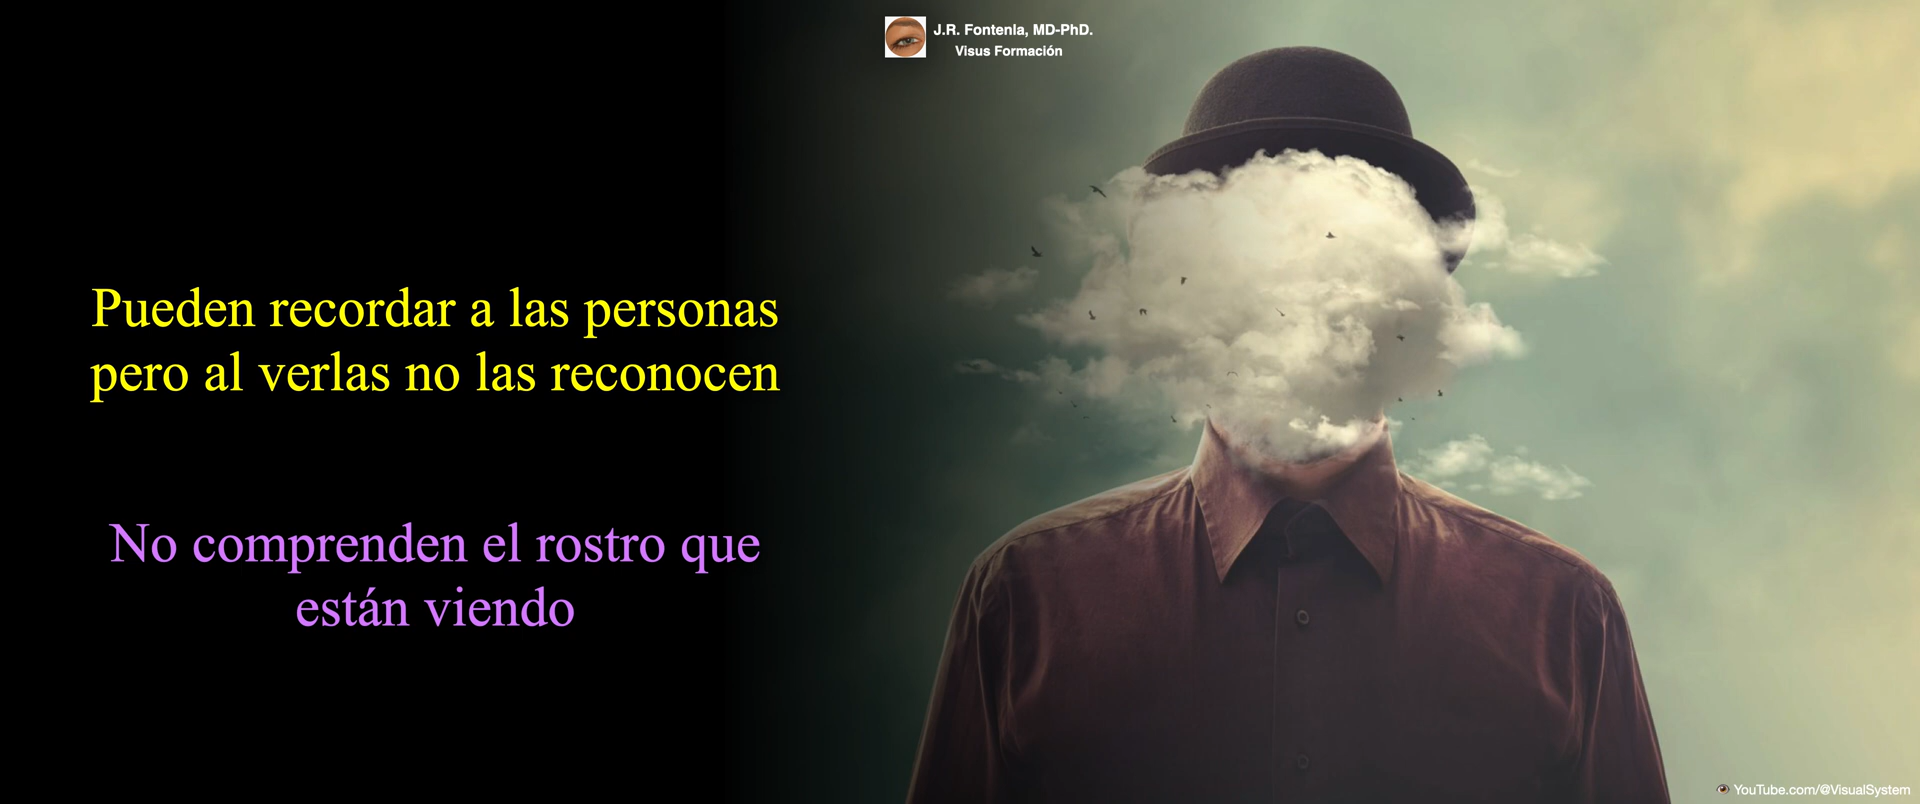 J.R. Fontenla, MD-PhD.
Visus Formación
Pueden recordar a las personas
pero al verlas no las reconocen
No comprenden el rostro que
están viendo
YouTube.com/@VisualSystem